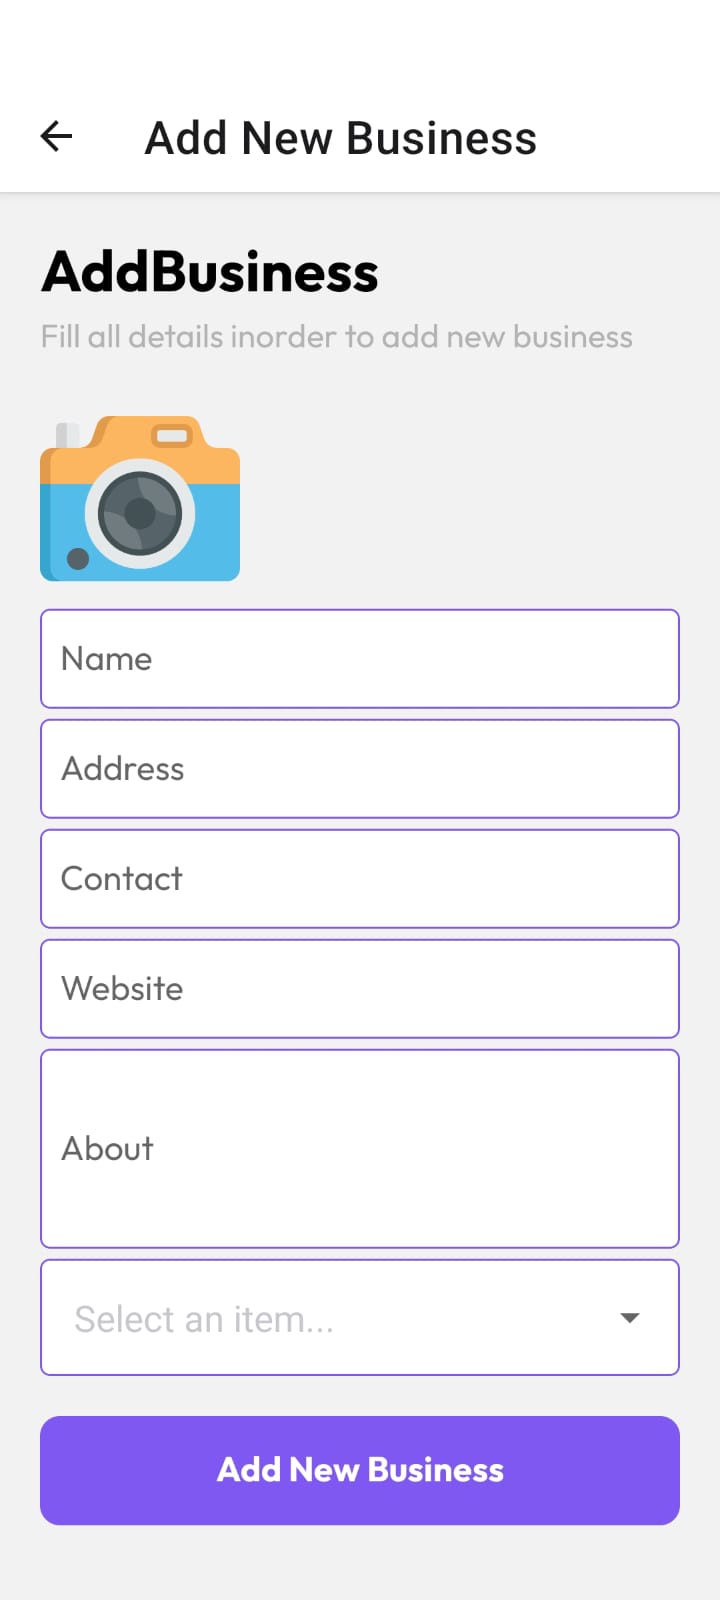 Add New Business
AddBusiness
Fill all details inorder to add new business
Name
Address
Contact
Website
About
Select an item...
Add New Business